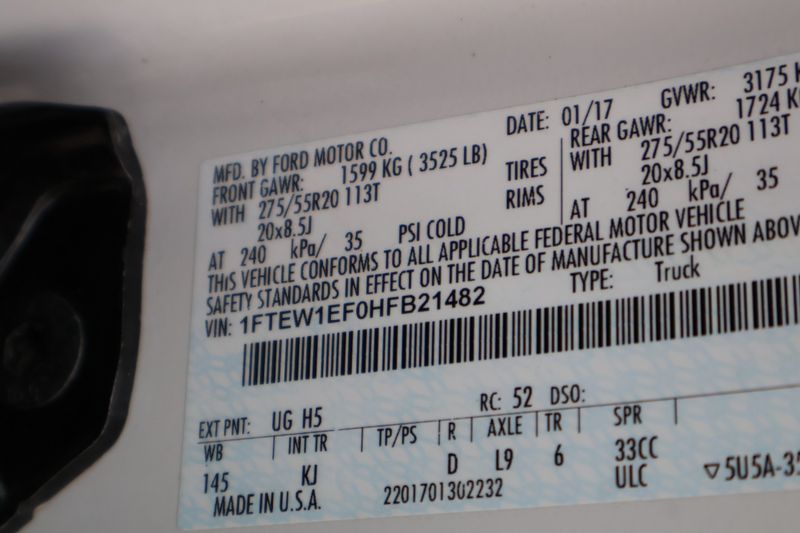 MFD. BY FORD MOTOR CO. DATE: 01/17 GVWR: 3175 K
FRONT GAWR: 1599 KG ( 3525 LB) REAR GAWR: 1724 KG
WITH 275/55R20 113T TIRES WITH 275/55R20 113T
20x8.5J RIMS 20x8.5J
AT 240 kPa/ 35 PSI COLD AT 240 kPa/ 35
THIS VEHICLE CONFORMS TO ALL APPLICABLE FEDERAL MOTOR VEHICLE
SAFETY STANDARDS IN EFFECT ON THE DATE OF MANUFACTURE SHOWN ABOV
VIN: 1FTEW1EF0HFB21482 TYPE: Truck
EXT PNT: UG H5 RC: 52 DSO:
WB INT TR TP/PS R AXLE TR SPR
145 KJ D L9 6 33CC
MADE IN U.S.A. 2201701302232 ULC ▽5U5A-35